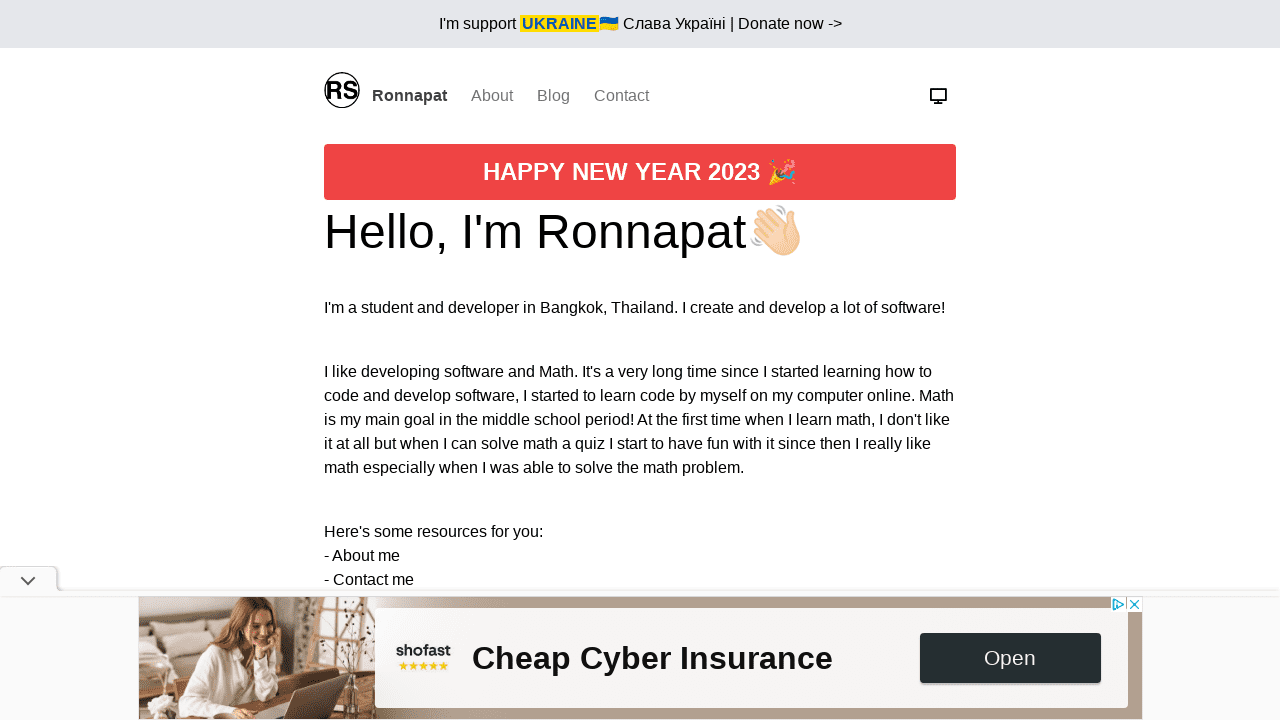 I'm support UKRAINE🇺🇦 Слава Україні | Donate now ->
RS Ronnapat About Blog Contact
HAPPY NEW YEAR 2023 🎉
Hello, I'm Ronnapat👋🏻
I'm a student and developer in Bangkok, Thailand. I create and develop a lot of software!
I like developing software and Math. It's a very long time since I started learning how to
code and develop software, I started to learn code by myself on my computer online. Math
is my main goal in the middle school period! At the first time when I learn math, I don't like
it at all but when I can solve math a quiz I start to have fun with it since then I really like
math especially when I was able to solve the math problem.
Here's some resources for you:
- About me
- Contact me
shofast
Cheap Cyber Insurance
Open